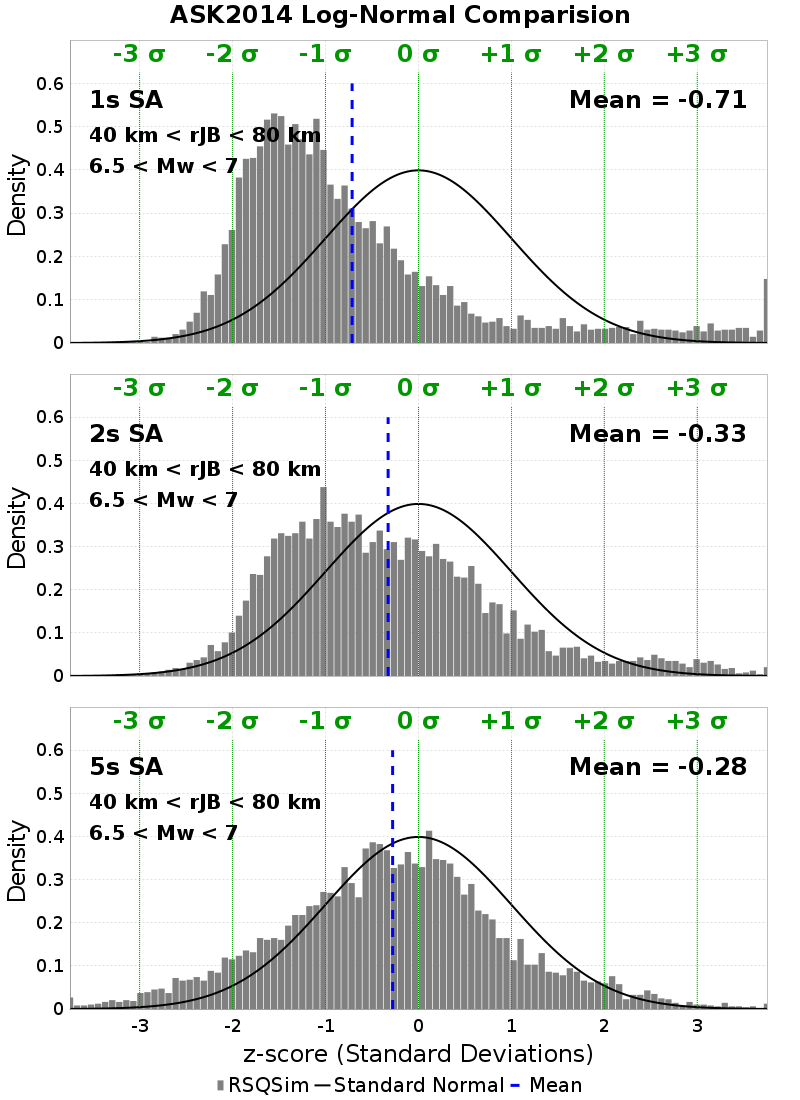 ASK2014 Log-Normal Comparision
-3 σ -2 σ -1 σ 0 σ +1 σ +2 σ +3 σ
1s SA
Mean = -0.71
40 km < rJB < 80 km
6.5 < Mw < 7
0.6
0.5
0.4
0.3
0.2
0.1
0
Density
-3 σ -2 σ -1 σ 0 σ +1 σ +2 σ +3 σ
2s SA
Mean = -0.33
40 km < rJB < 80 km
6.5 < Mw < 7
0.6
0.5
0.4
0.3
0.2
0.1
0
Density
-3 σ -2 σ -1 σ 0 σ +1 σ +2 σ +3 σ
5s SA
Mean = -0.28
40 km < rJB < 80 km
6.5 < Mw < 7
0.6
0.5
0.4
0.3
0.2
0.1
0
Density
-3 -2 -1 0 1 2 3
z-score (Standard Deviations)
RSQSim Standard Normal Mean